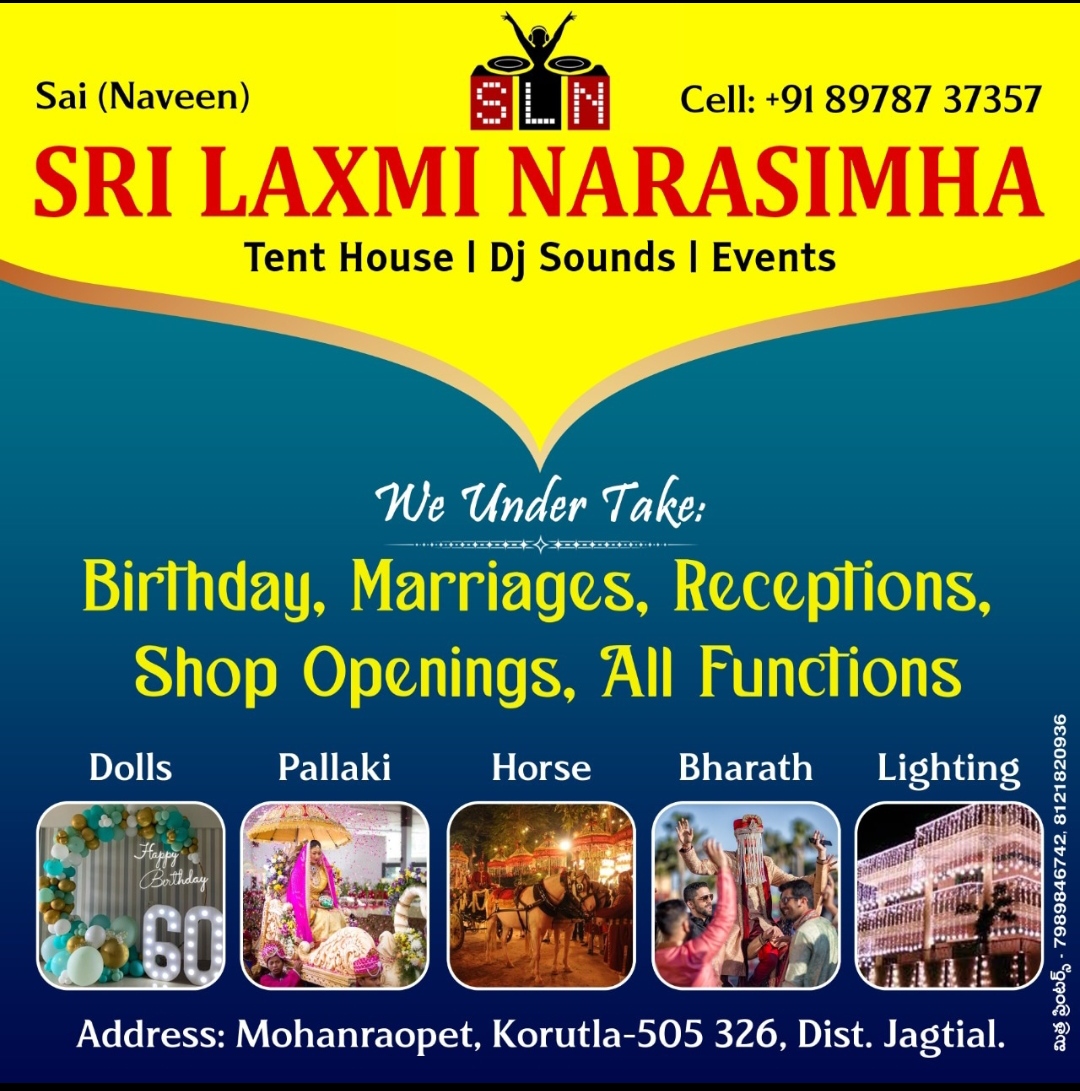 SLN
Sai (Naveen)
Cell: +91 89787 37357
SRI LAXMI NARASIMHA
Tent House | Dj Sounds | Events
We Under Take:
Birthday, Marriages, Receptions,
Shop Openings, All Functions
Dolls
Pallaki
Horse
Bharath
Lighting
Happy
Birthday
60
Address: Mohanraopet, Korutla-505 326, Dist. Jagtial.
మిత్ర ప్రింటర్స్ - 7989846742, 8121820936